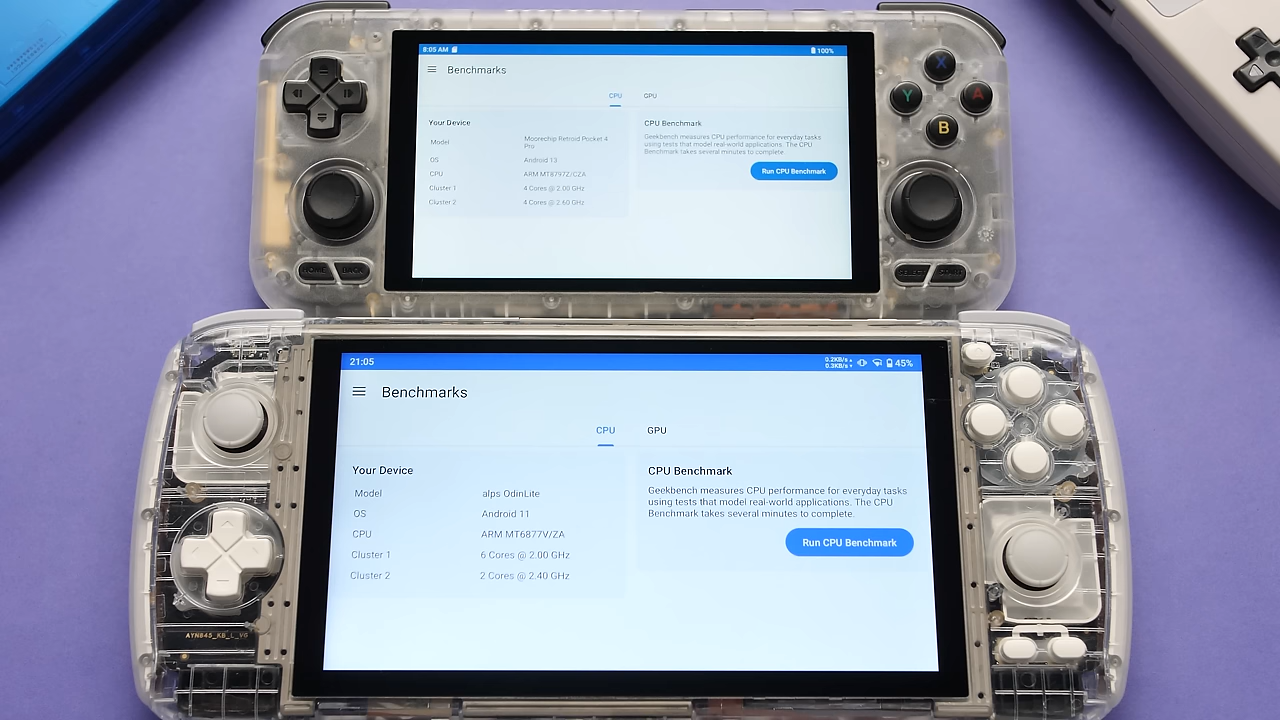 8:05 AM
100%
Benchmarks
CPU GPU
Your Device
Model Moorechip Retroid Pocket 4 Pro
OS Android 13
CPU ARM MT8797Z/CZA
Cluster 1 4 Cores @ 2.00 GHz
Cluster 2 4 Cores @ 2.60 GHz
CPU Benchmark
Geekbench measures CPU performance for everyday tasks
using tests that model real-world applications. The CPU
Benchmark takes several minutes to complete.
Run CPU Benchmark
X
Y
A
B
HOME
BACK
SELECT
START
21:05
0.2KB/s
0.3KB/s
45%
Benchmarks
CPU GPU
Your Device
Model alps OdinLite
OS Android 11
CPU ARM MT6877V/ZA
Cluster 1 6 Cores @ 2.00 GHz
Cluster 2 2 Cores @ 2.40 GHz
CPU Benchmark
Geekbench measures CPU performance for everyday tasks
using tests that model real-world applications. The CPU
Benchmark takes several minutes to complete.
Run CPU Benchmark
AYN845_KB_L_V6